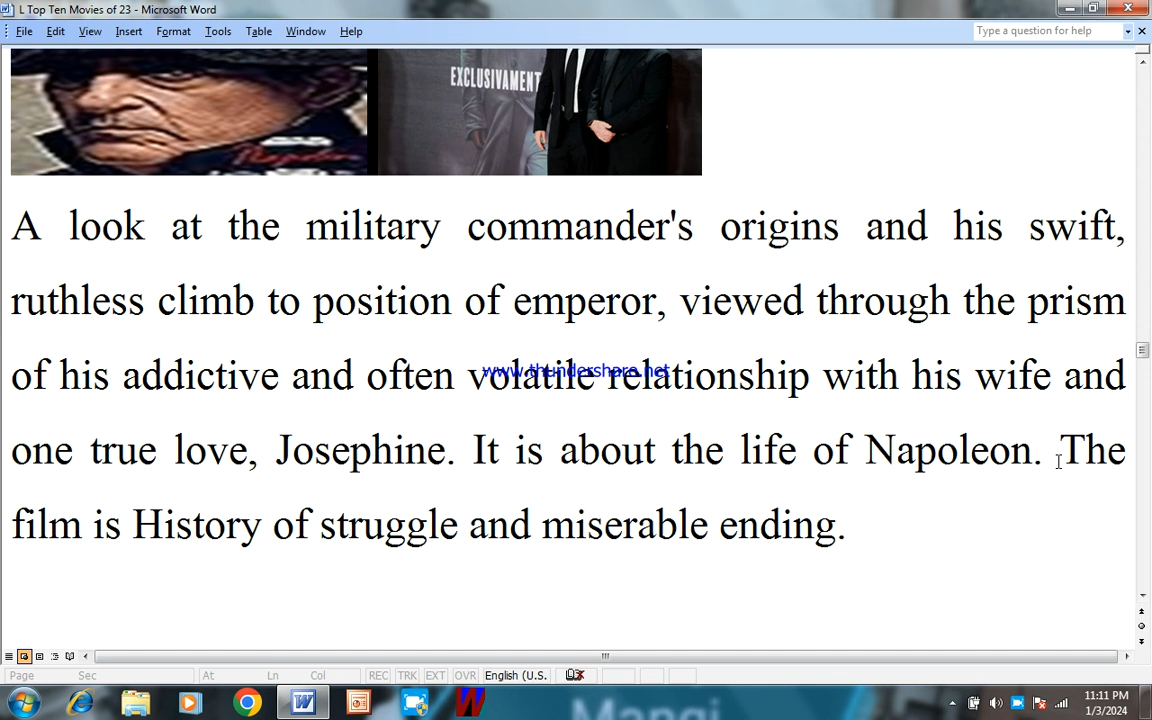 L Top Ten Movies of 23 - Microsoft Word
File Edit View Insert Format Tools Table Window Help
Type a question for help
EXCLUSIVAMENT
A look at the military commander's origins and his swift,
ruthless climb to position of emperor, viewed through the prism
of his addictive and often volatile relationship with his wife and
www.thundershare.net
one true love, Josephine. It is about the life of Napoleon. The
film is History of struggle and miserable ending.
Page Sec At Ln Col REC TRK EXT OVR English (U.S.
11:11 PM
1/3/2024